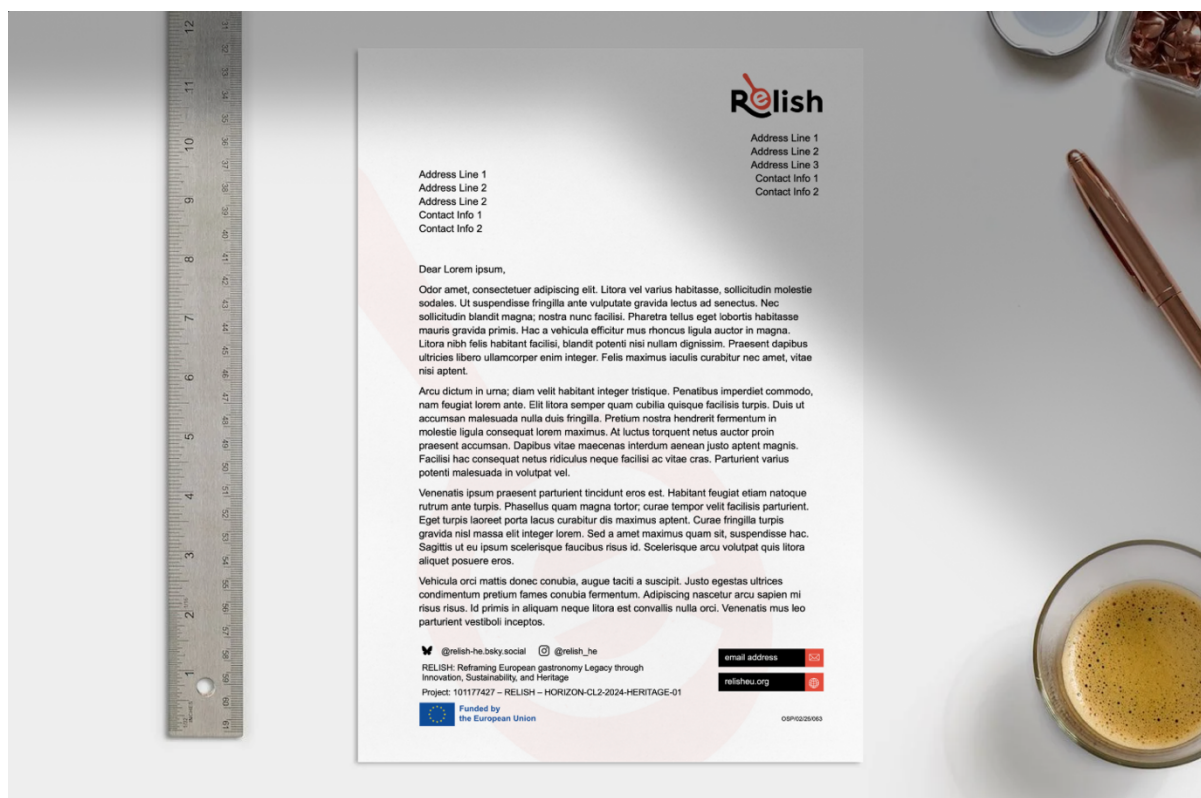 12 11 10 9 8 7 6 5 4 3 2 1
INCHES
Relish
Address Line 1
Address Line 2
Address Line 3
Contact Info 1
Contact Info 2
Address Line 1
Address Line 2
Address Line 2
Contact Info 1
Contact Info 2
Dear Lorem ipsum,
Odor amet, consectetuer adipiscing elit. Litora vel varius habitasse, sollicitudin molestie
sodales. Ut suspendisse fringilla ante vulputate gravida lectus ad senectus. Nec
sollicitudin blandit magna; nostra nunc facilisi. Pharetra tellus eget lobortis habitasse
mauris gravida primis. Hac a vehicula efficitur mus rhoncus ligula auctor in magna.
Litora nibh felis habitant facilisi, blandit potenti nisi nullam dignissim. Praesent dapibus
ultricies libero ullamcorper enim integer. Felis maximus iaculis curabitur nec amet, vitae
nisi aptent.
Arcu dictum in urna; diam velit habitant integer tristique. Penatibus imperdiet commodo,
nam feugiat lorem ante. Elit litora semper quam cubilia quisque facilisis turpis. Duis ut
accumsan malesuada nulla duis fringilla. Pretium nostra hendrerit fermentum in
molestie ligula consequat lorem maximus. At luctus torquent netus auctor proin
praesent accumsan. Dapibus vitae maecenas interdum aenean justo aptent magnis.
Facilisi hac consequat netus ridiculus neque facilisi ac vitae cras. Parturient varius
potenti malesuada in volutpat vel.
Venenatis ipsum praesent parturient tincidunt eros est. Habitant feugiat etiam natoque
rutrum ante turpis. Phasellus quam magna tortor; curae tempor velit facilisis parturient.
Eget turpis laoreet porta lacus curabitur dis maximus aptent. Curae fringilla turpis
gravida nisl massa elit integer lorem. Sed a amet maximus quam sit, suspendisse hac.
Sagittis ut eu ipsum scelerisque faucibus risus id. Scelerisque arcu volutpat quis litora
aliquet posuere eros.
Vehicula orci mattis donec conubia, augue taciti a suscipit. Justo egestas ultrices
condimentum pretium fames conubia fermentum. Adipiscing nascetur arcu sapien mi
risus risus. Id primis in aliquam neque litora est convallis nulla orci. Venenatis mus leo
parturient vestiboli inceptos.
@relish-he.bsky.social @relish_he
RELISH: Reframing European gastronomy Legacy through
Innovation, Sustainability, and Heritage
Project: 101177427 – RELISH – HORIZON-CL2-2024-HERITAGE-01
Funded by
the European Union
email address
relisheu.org
OSP/02/25/063